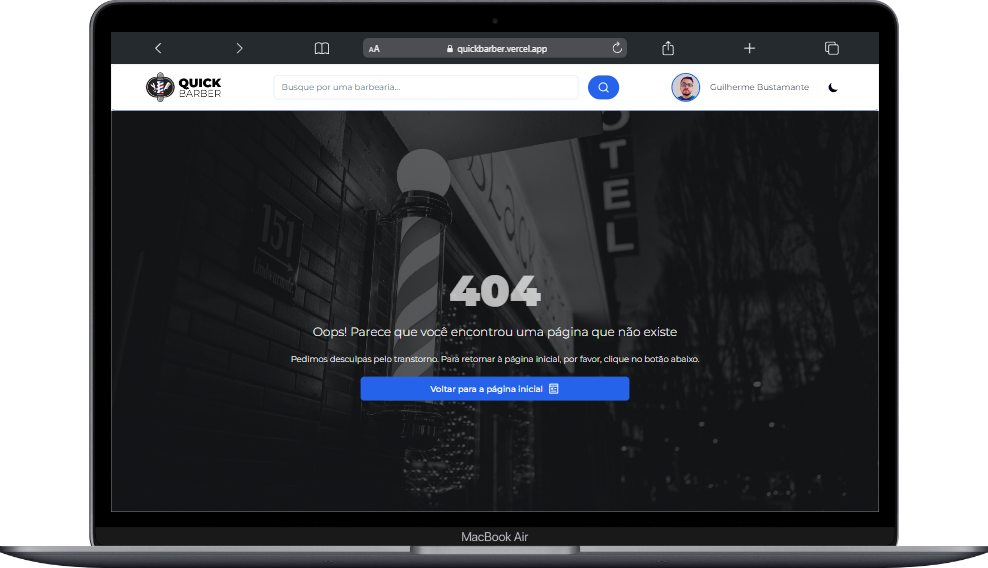 AA
quickbarber.vercel.app
QUICK
BARBER
Busque por uma barbearia...
Guilherme Bustamante
OTEL
151
404
Oops! Parece que você encontrou uma página que não existe
Pedimos desculpas pelo transtorno. Para retornar à página inicial, por favor, clique no botão abaixo.
Voltar para a página inicial
MacBook Air